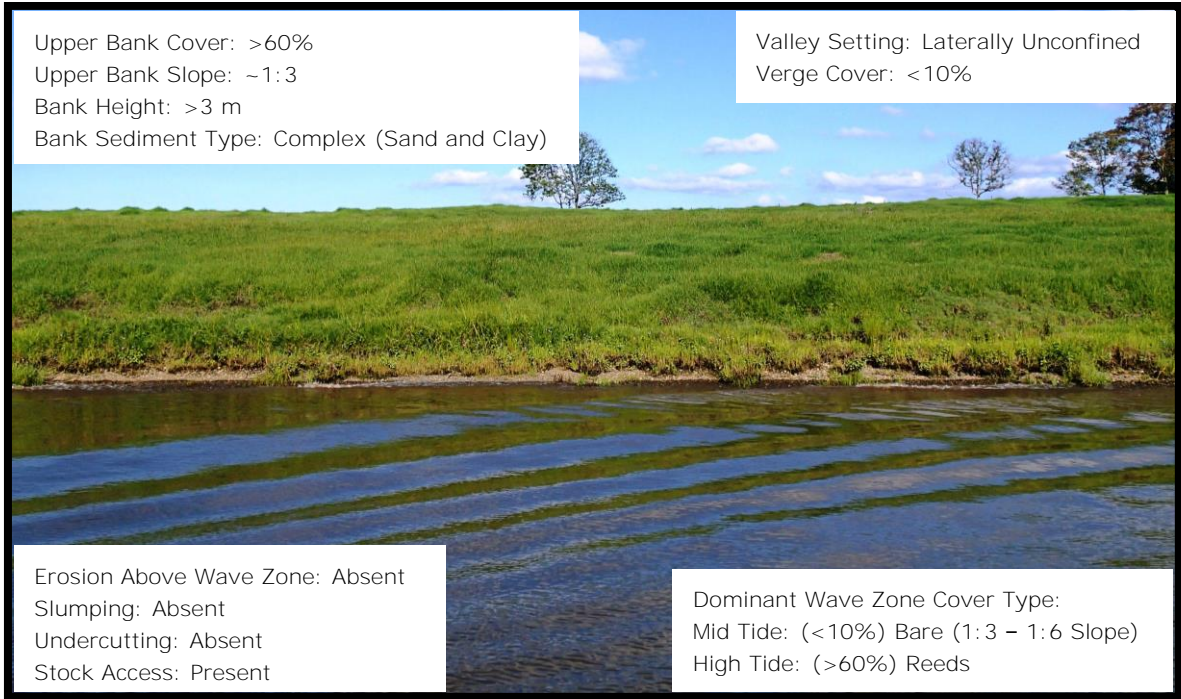 Upper Bank Cover: >60%
Upper Bank Slope: ~1:3
Bank Height: >3 m
Bank Sediment Type: Complex (Sand and Clay)
Valley Setting: Laterally Unconfined
Verge Cover: <10%
Erosion Above Wave Zone: Absent
Slumping: Absent
Undercutting: Absent
Stock Access: Present
Dominant Wave Zone Cover Type:
Mid Tide: (<10%) Bare (1:3 – 1:6 Slope)
High Tide: (>60%) Reeds